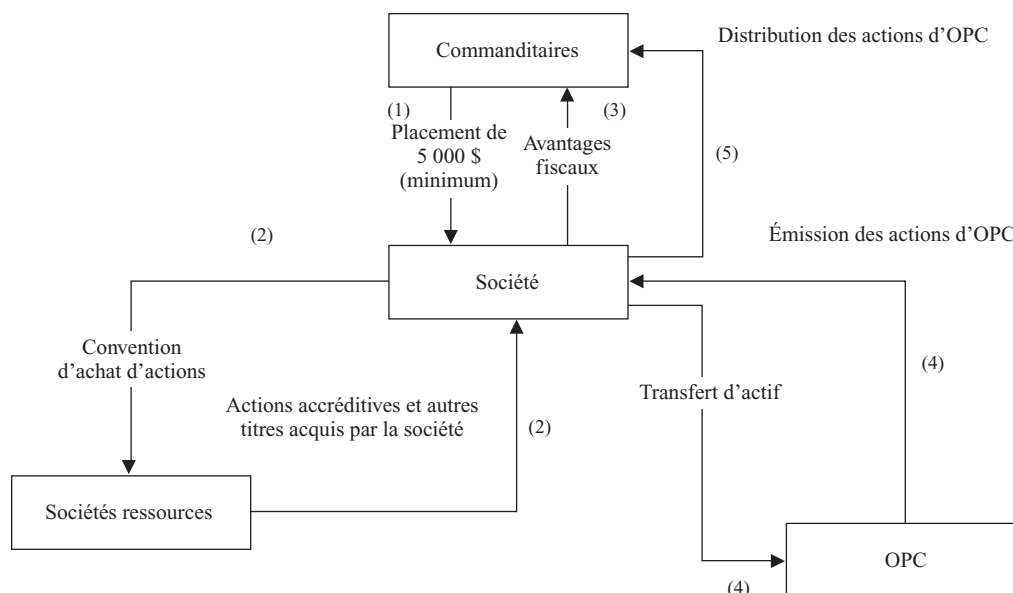 Commanditaires
Distribution des actions d'OPC
(1)
(3)
Placement de
5 000 $
(minimum)
Avantages
fiscaux
(5)
(2)
Émission des actions d'OPC
Société
Convention
d'achat d'actions
(4)
Transfert d'actif
Actions accréditives et autres
titres acquis par la société
(2)
Sociétés ressources
OPC
(4)